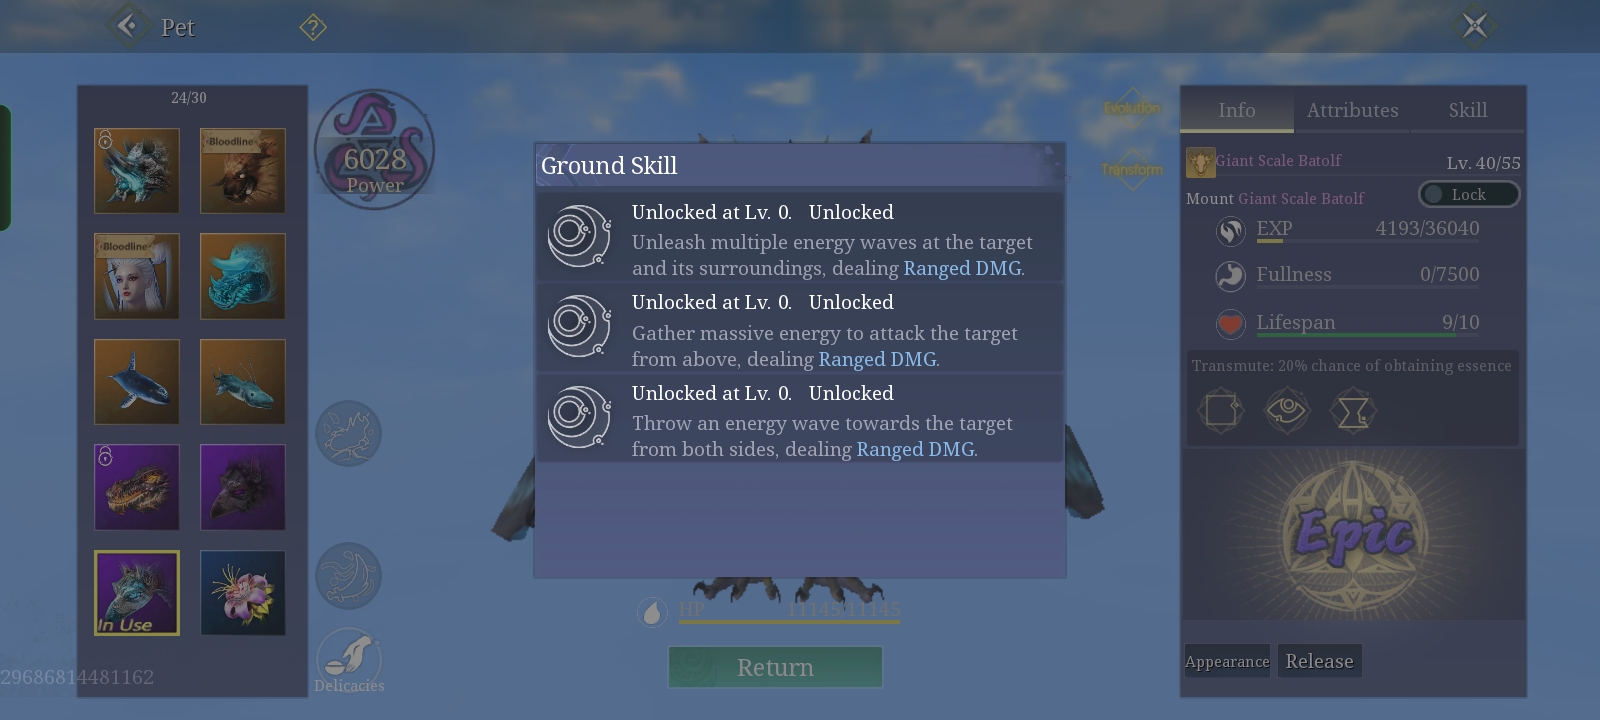 Pet
?
24/30
Bloodline
Bloodline
In Use
6028
Power
Delicacies
29686814481162
Evolution
Transform
Ground Skill
Unlocked at Lv. 0. Unlocked
Unleash multiple energy waves at the target
and its surroundings, dealing Ranged DMG.
Unlocked at Lv. 0. Unlocked
Gather massive energy to attack the target
from above, dealing Ranged DMG.
Unlocked at Lv. 0. Unlocked
Throw an energy wave towards the target
from both sides, dealing Ranged DMG.
HP 11145/11145
Return
Info Attributes Skill
Giant Scale Batolf Lv. 40/55
Mount Giant Scale Batolf Lock
EXP 4193/36040
Fullness 0/7500
Lifespan 9/10
Transmute: 20% chance of obtaining essence
Epic
Appearance Release